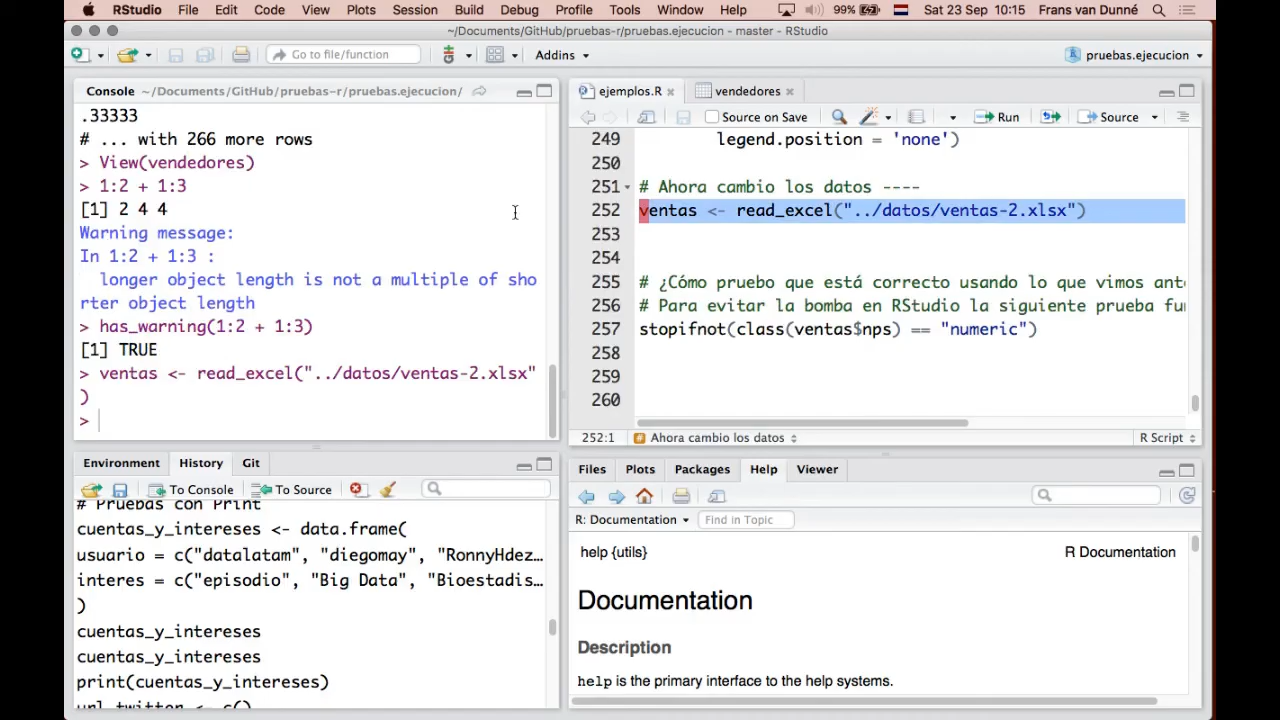 RStudio File Edit Code View Plots Session Build Debug Profile Tools Window Help 99% Sat 23 Sep 10:15 Frans van Dunné
~/Documents/GitHub/pruebas-r/pruebas.ejecucion - master - RStudio
Go to file/function Addins pruebas.ejecucion
Console ~/Documents/GitHub/pruebas-r/pruebas.ejecucion/
.33333
# ... with 266 more rows
> View(vendedores)
> 1:2 + 1:3
[1] 2 4 4
Warning message:
In 1:2 + 1:3 :
longer object length is not a multiple of sho
rter object length
> has_warning(1:2 + 1:3)
[1] TRUE
> ventas <- read_excel("../datos/ventas-2.xlsx"
)
>
ejemplos.R vendedores
Source on Save Run Source
249 legend.position = 'none')
250
251 # Ahora cambio los datos ----
252 ventas <- read_excel("../datos/ventas-2.xlsx")
253
254
255 # ¿Cómo pruebo que está correcto usando lo que vimos ant
256 # Para evitar la bomba en RStudio la siguiente prueba fu
257 stopifnot(class(ventas$nps) == "numeric")
258
259
260
252:1 # Ahora cambio los datos R Script
Environment History Git
To Console To Source
# Pruebas con Print
cuentas_y_intereses <- data.frame(
usuario = c("datalatam", "diegomay", "RonnyHdez...
interes = c("episodio", "Big Data", "Bioestadis...
)
cuentas_y_intereses
cuentas_y_intereses
print(cuentas_y_intereses)
url_twitter <- c()
Files Plots Packages Help Viewer
R: Documentation Find in Topic
help {utils} R Documentation
Documentation
Description
help is the primary interface to the help systems.